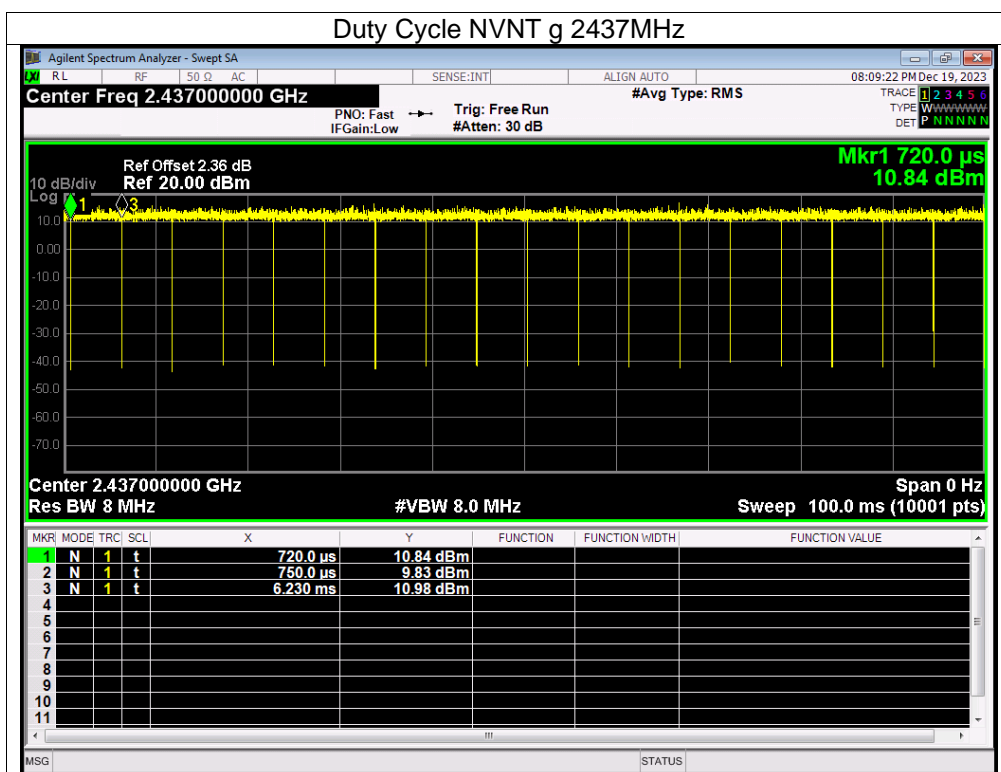 Duty Cycle NVNT g 2437MHz
Agilent Spectrum Analyzer - Swept SA
LXI RL RF 50 Ω AC SENSE:INT ALIGN AUTO 08:09:22 PM Dec 19, 2023
Center Freq 2.437000000 GHz #Avg Type: RMS TRACE 1 2 3 4 5 6
PNO: Fast Trig: Free Run TYPE WWWWWWW
IFGain:Low #Atten: 30 dB DET P N N N N N
Mkr1 720.0 µs
10.84 dBm
Ref Offset 2.36 dB
10 dB/div Ref 20.00 dBm
Log
1 3
10.0
0.00
-10.0
-20.0
-30.0
-40.0
-50.0
-60.0
-70.0
Center 2.437000000 GHz Span 0 Hz
Res BW 8 MHz #VBW 8.0 MHz Sweep 100.0 ms (10001 pts)
MKR MODE TRC SCL X Y FUNCTION FUNCTION WIDTH FUNCTION VALUE
1 N 1 t 720.0 µs 10.84 dBm
2 N 1 t 750.0 µs 9.83 dBm
3 N 1 t 6.230 ms 10.98 dBm
4
5
6
7
8
9
10
11
MSG STATUS